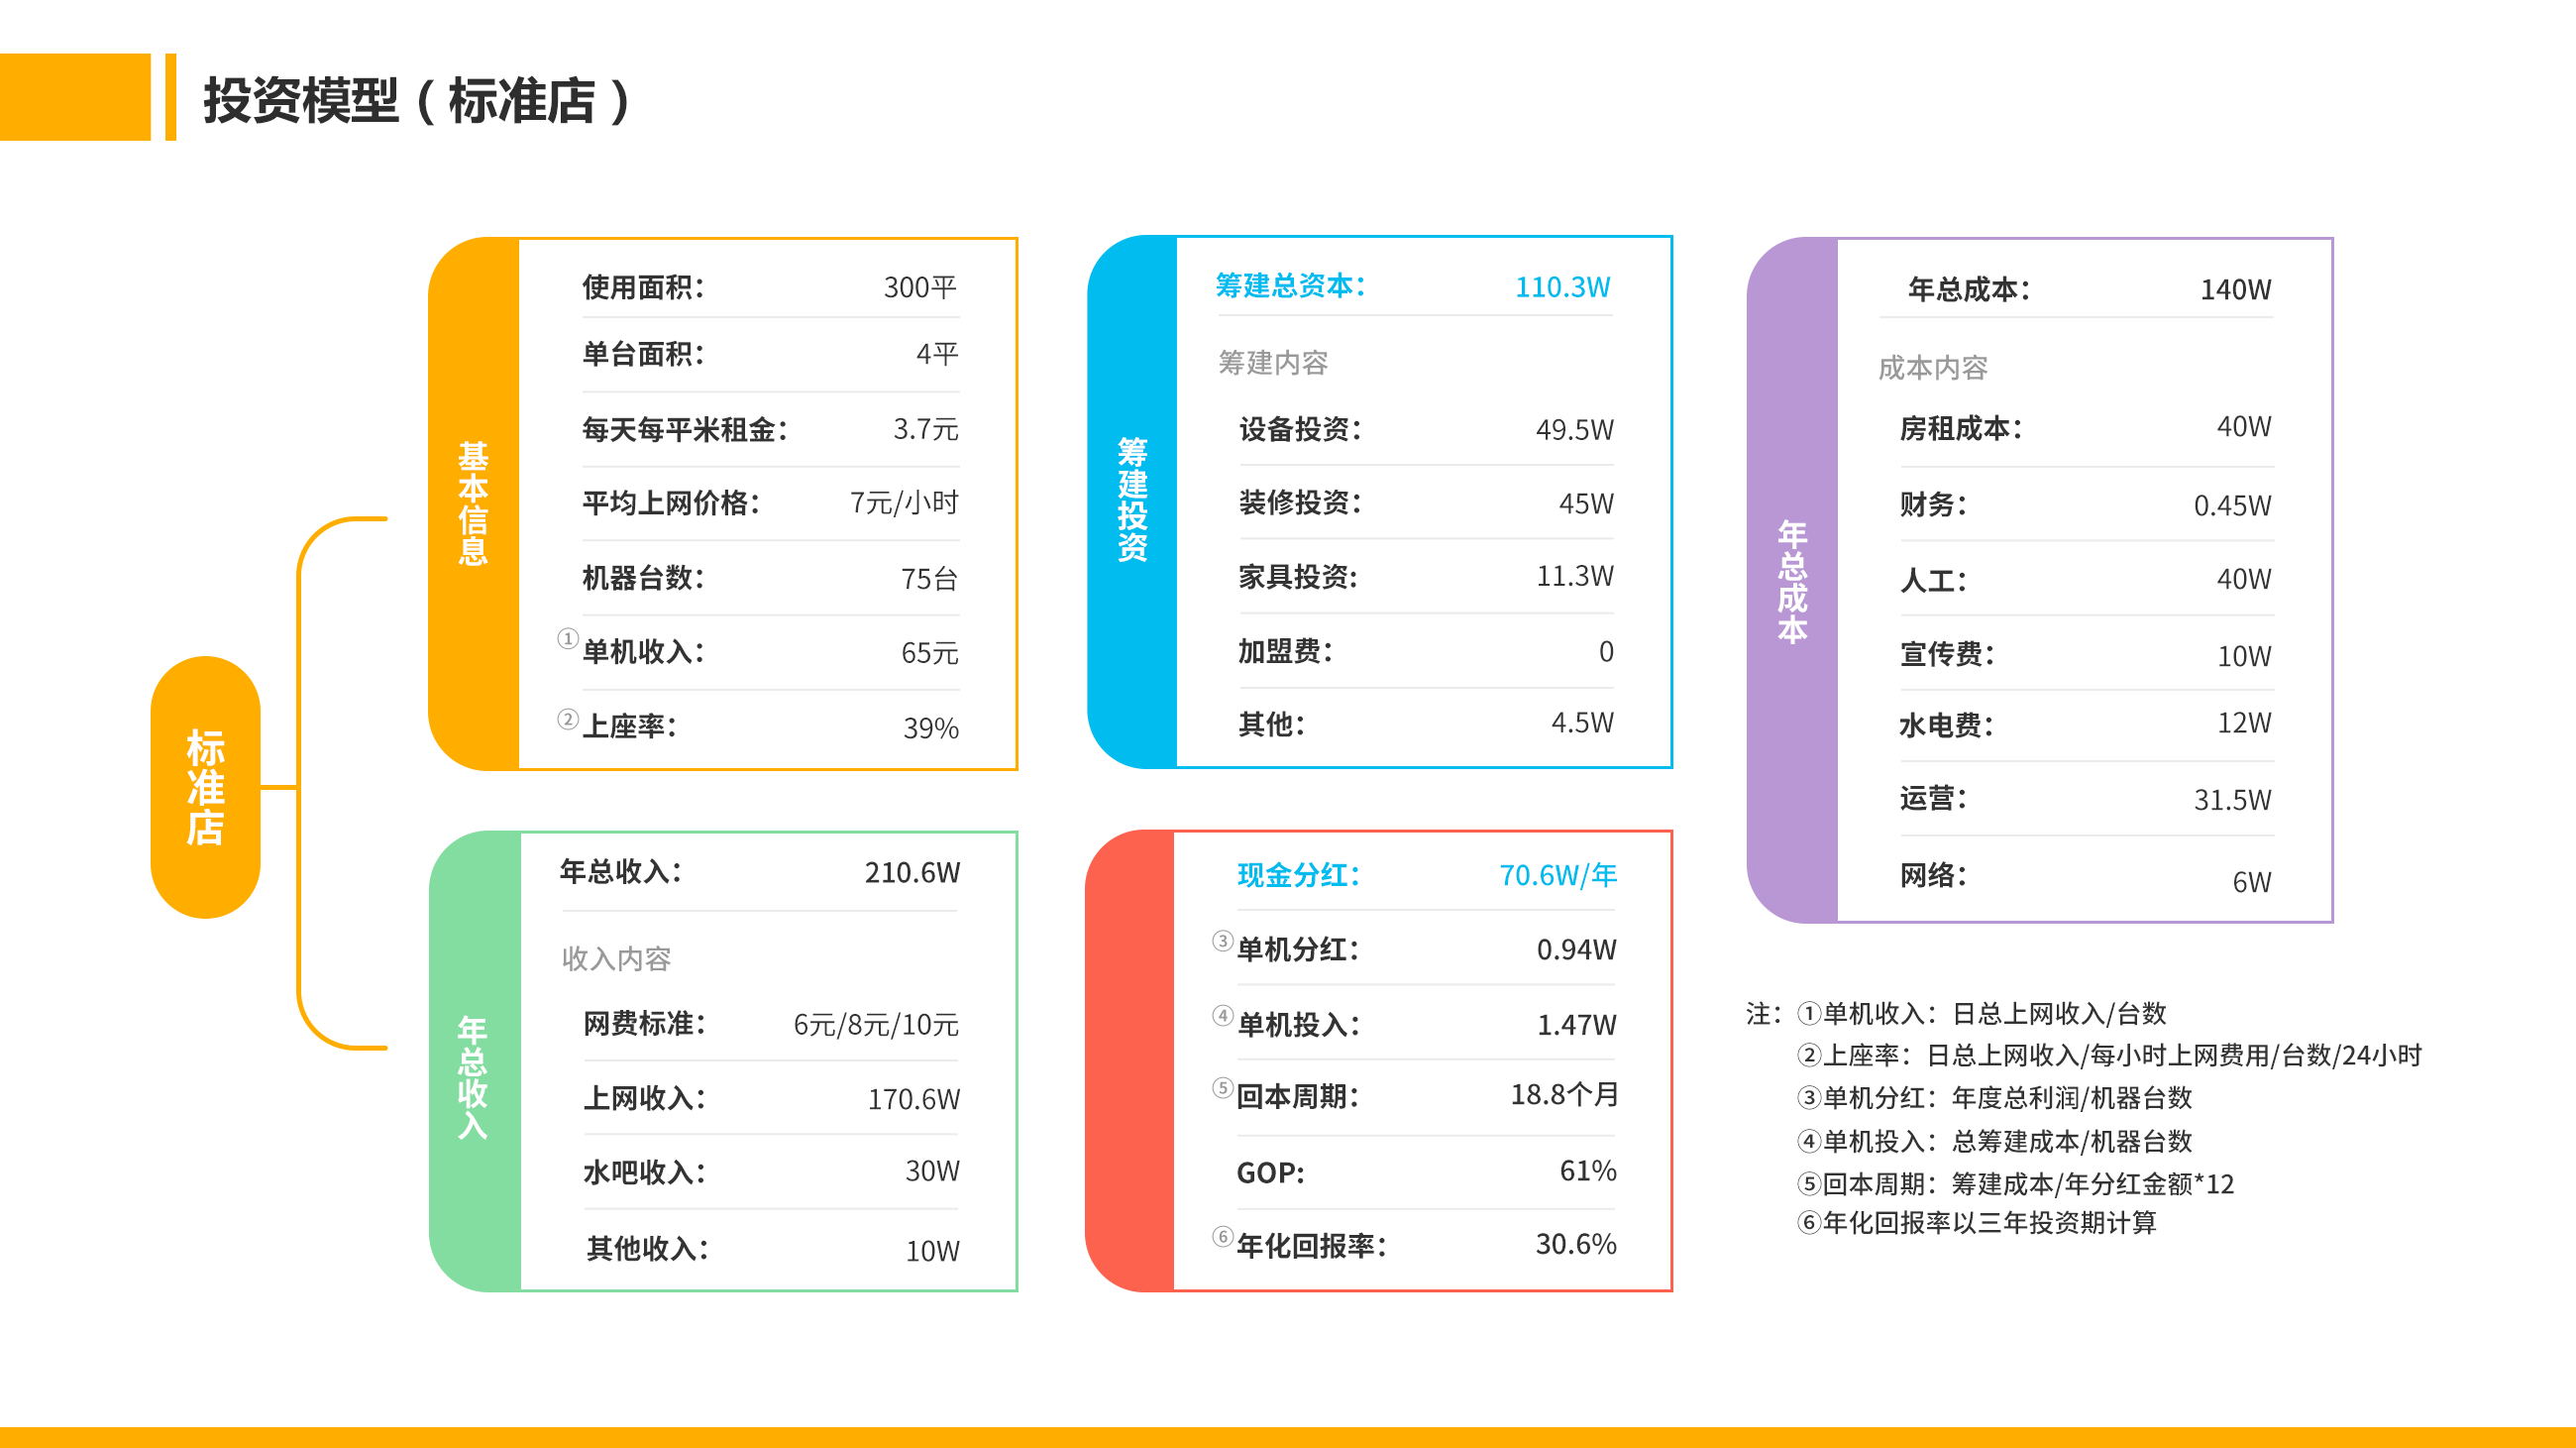 投资模型（标准店）
标准店
基本信息
使用面积： 300平
单台面积： 4平
每天每平米租金： 3.7元
平均上网价格： 7元/小时
机器台数： 75台
①单机收入： 65元
②上座率： 39%
筹建投资
筹建总资本： 110.3W
筹建内容
设备投资： 49.5W
装修投资： 45W
家具投资: 11.3W
加盟费： 0
其他： 4.5W
年总成本
年总成本： 140W
成本内容
房租成本： 40W
财务： 0.45W
人工： 40W
宣传费： 10W
水电费： 12W
运营： 31.5W
网络： 6W
年总收入
年总收入： 210.6W
收入内容
网费标准： 6元/8元/10元
上网收入： 170.6W
水吧收入： 30W
其他收入： 10W
现金分红： 70.6W/年
③单机分红： 0.94W
④单机投入： 1.47W
⑤回本周期： 18.8个月
GOP: 61%
⑥年化回报率： 30.6%
注：①单机收入：日总上网收入/台数
②上座率：日总上网收入/每小时上网费用/台数/24小时
③单机分红：年度总利润/机器台数
④单机投入：总筹建成本/机器台数
⑤回本周期：筹建成本/年分红金额*12
⑥年化回报率以三年投资期计算